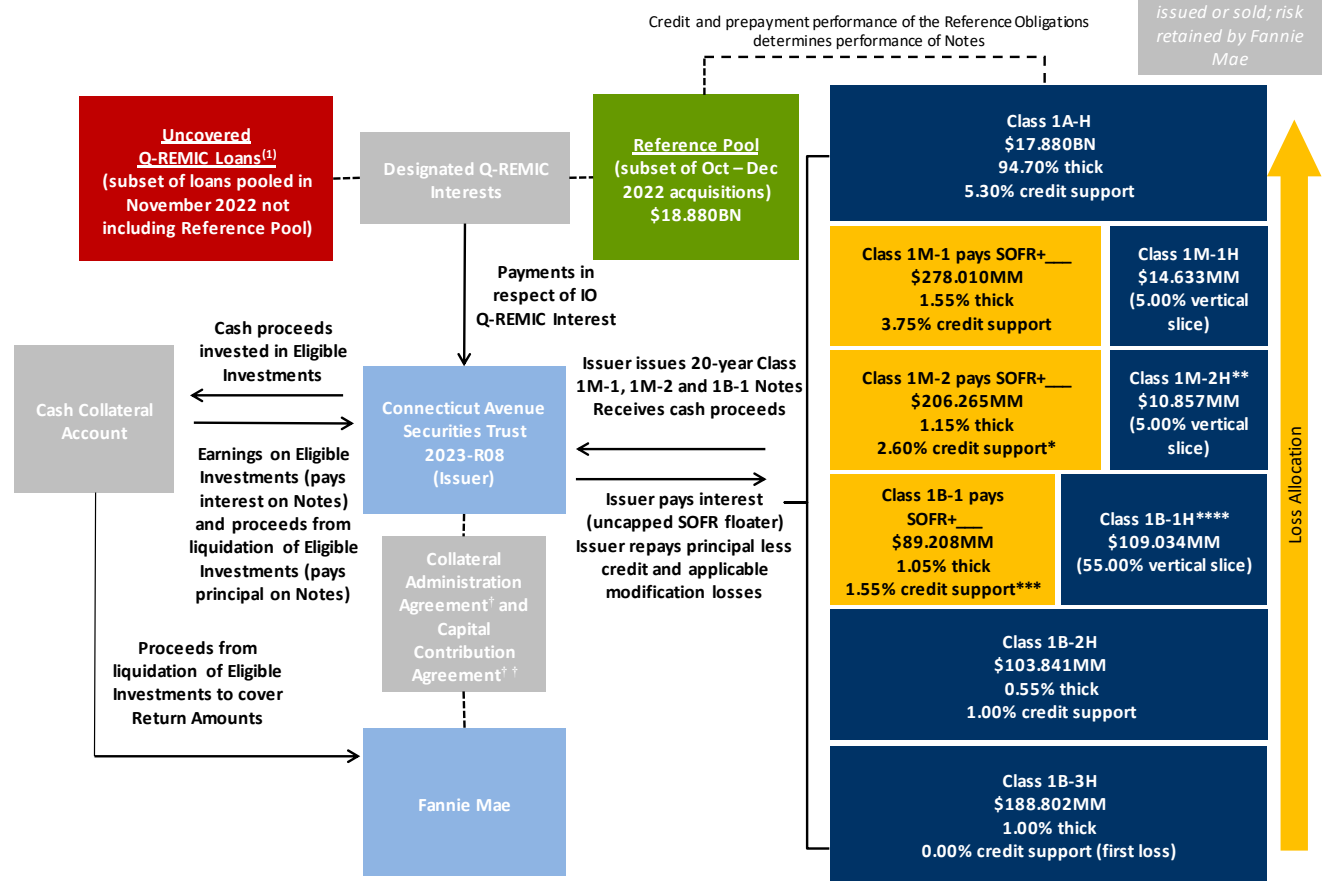 Credit and prepayment performance of the Reference Obligations
determines performance of Notes
issued or sold; risk
retained by Fannie
Mae
Uncovered
Q-REMIC Loans(1)
(subset of loans pooled in
November 2022 not
including Reference Pool)
Designated Q-REMIC
Interests
Reference Pool
(subset of Oct – Dec
2022 acquisitions)
$18.880BN
Payments in
respect of IO
Q-REMIC Interest
Cash proceeds
invested in Eligible
Investments
Cash Collateral
Account
Earnings on Eligible
Investments (pays
interest on Notes)
and proceeds from
liquidation of Eligible
Investments (pays
principal on Notes)
Connecticut Avenue
Securities Trust
2023-R08
(Issuer)
Issuer issues 20-year Class
1M-1, 1M-2 and 1B-1 Notes
Receives cash proceeds
Issuer pays interest
(uncapped SOFR floater)
Issuer repays principal less
credit and applicable
modification losses
Collateral
Administration
Agreement† and
Capital
Contribution
Agreement† †
Proceeds from
liquidation of Eligible
Investments to cover
Return Amounts
Fannie Mae
Class 1A-H
$17.880BN
94.70% thick
5.30% credit support
Class 1M-1 pays SOFR+___
$278.010MM
1.55% thick
3.75% credit support
Class 1M-1H
$14.633MM
(5.00% vertical
slice)
Class 1M-2 pays SOFR+___
$206.265MM
1.15% thick
2.60% credit support*
Class 1M-2H**
$10.857MM
(5.00% vertical
slice)
Class 1B-1 pays
SOFR+___
$89.208MM
1.05% thick
1.55% credit support***
Class 1B-1H****
$109.034MM
(55.00% vertical slice)
Class 1B-2H
$103.841MM
0.55% thick
1.00% credit support
Class 1B-3H
$188.802MM
1.00% thick
0.00% credit support (first loss)
Loss Allocation